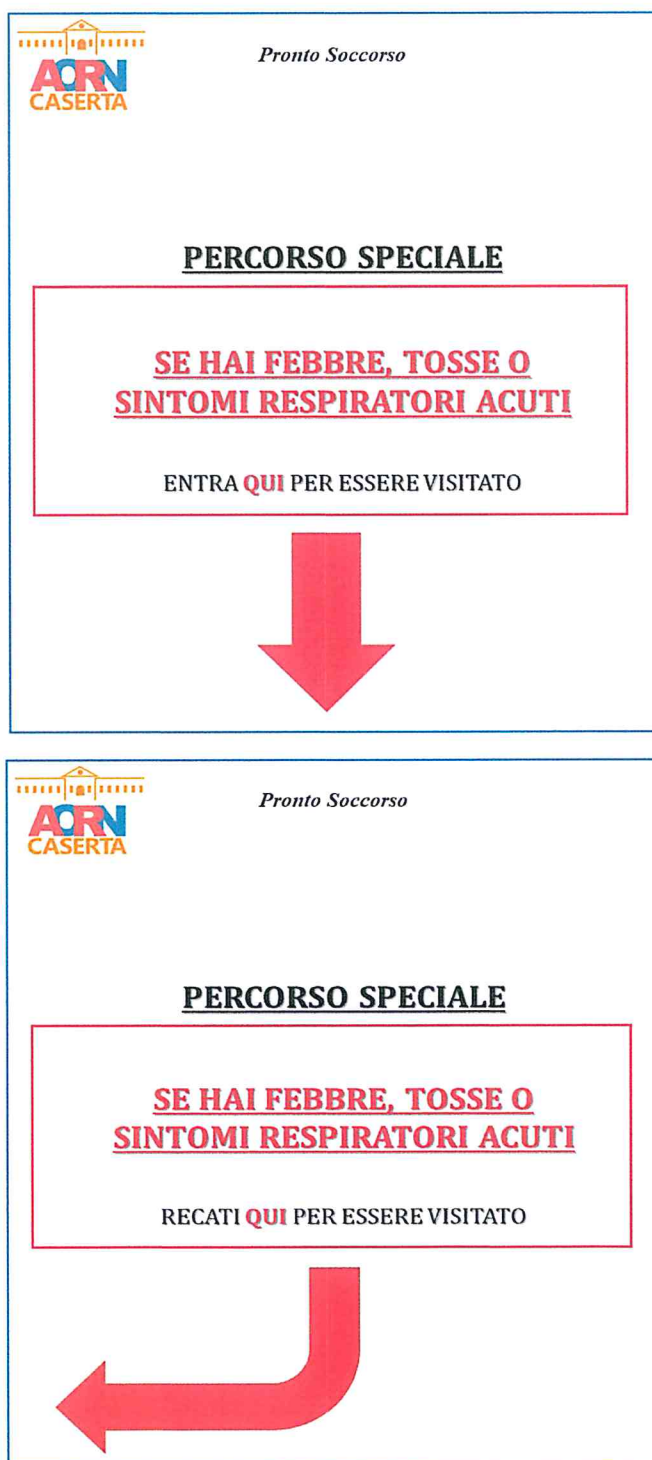 AORN
CASERTA
Pronto Soccorso
PERCORSO SPECIALE
SE HAI FEBBRE, TOSSE O
SINTOMI RESPIRATORI ACUTI
ENTRA QUI PER ESSERE VISITATO
AORN
CASERTA
Pronto Soccorso
PERCORSO SPECIALE
SE HAI FEBBRE, TOSSE O
SINTOMI RESPIRATORI ACUTI
RECATI QUI PER ESSERE VISITATO